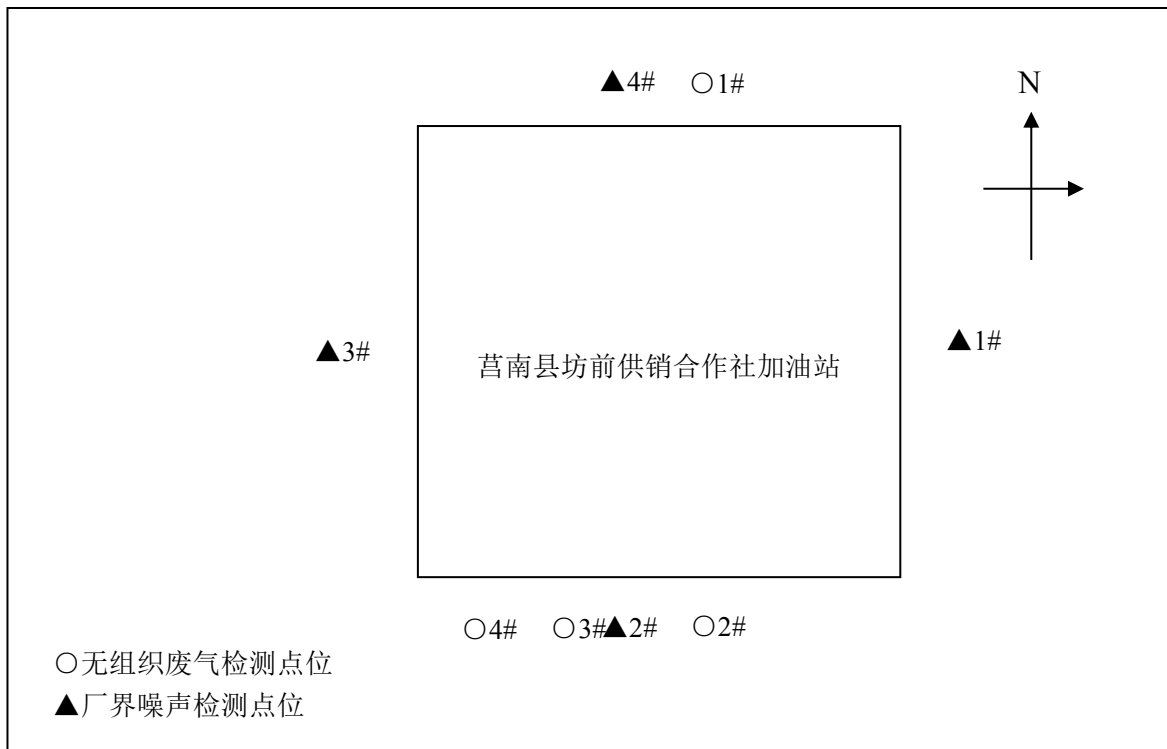 ▲4# ○1#
N
▲3#
莒南县坊前供销合作社加油站
▲1#
○4# ○3#▲2# ○2#
○无组织废气检测点位
▲厂界噪声检测点位